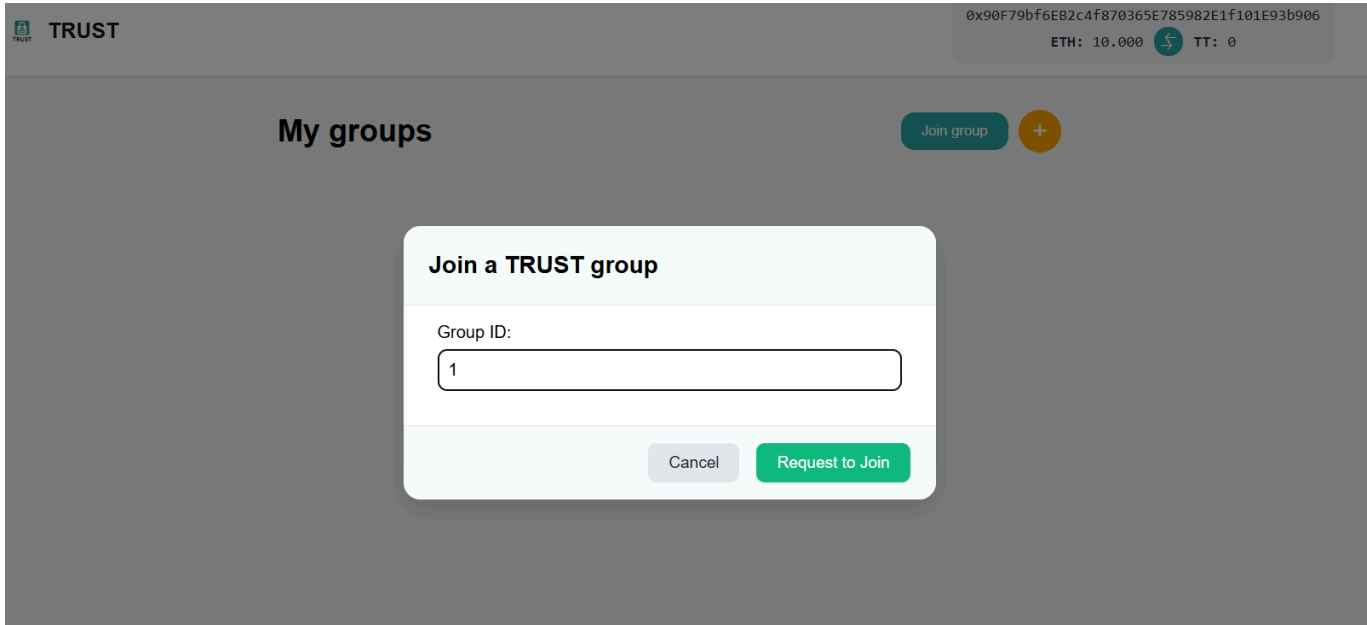 TRUST
TRUST
0x90F79bf6EB2c4f870365E785982E1f101E93b906
ETH: 10.000 TT: 0
My groups
Join group
+
Join a TRUST group
Group ID:
1
Cancel
Request to Join